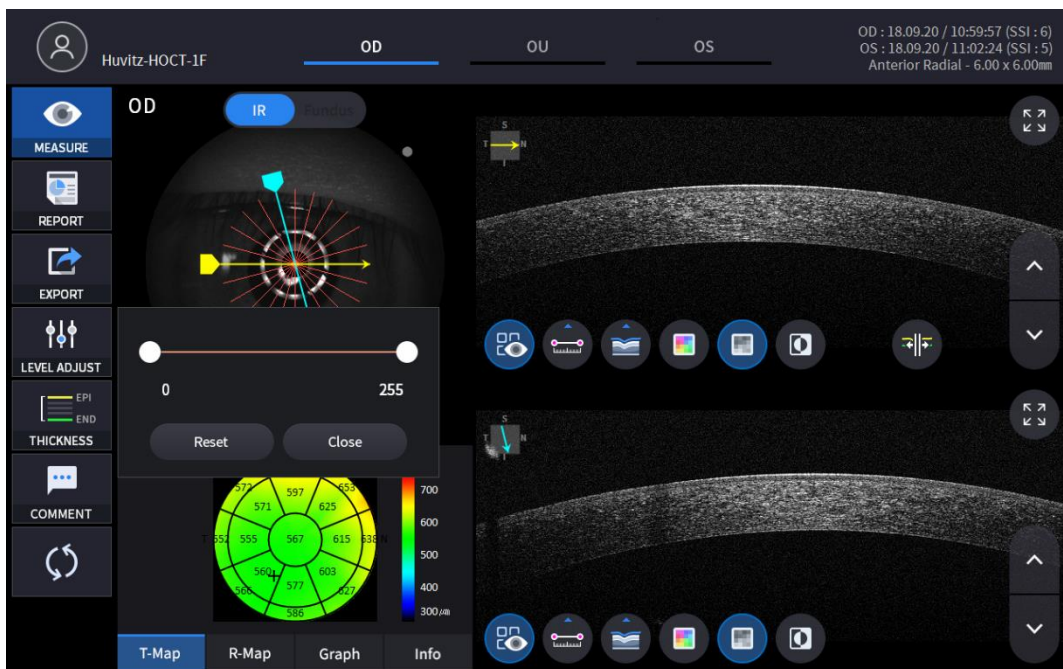 Huvitz-HOCT-1F
OD
OU
OS
OD : 18.09.20 / 10:59:57 (SSI : 6)
OS : 18.09.20 / 11:02:24 (SSI : 5)
Anterior Radial - 6.00 x 6.00mm
MEASURE
REPORT
EXPORT
LEVEL ADJUST
EPI
END
THICKNESS
COMMENT
OD
IR
Fundus
0 255
Reset Close
572 597 653
571 625
T 552 555 567 615 638 N
560 603
566 577 627
586
700
600
500
400
300㎛
T-Map R-Map Graph Info
S
T N
I
S
T N
I